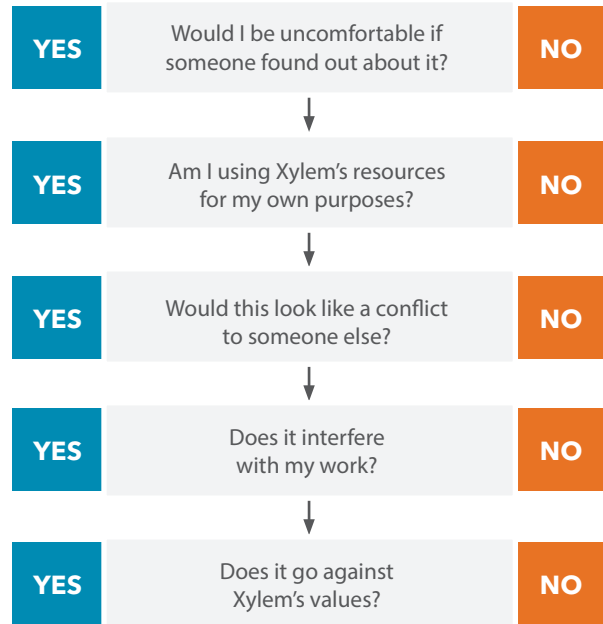 YES
Would I be uncomfortable if
someone found out about it?
NO
YES
Am I using Xylem’s resources
for my own purposes?
NO
YES
Would this look like a conflict
to someone else?
NO
YES
Does it interfere
with my work?
NO
YES
Does it go against
Xylem’s values?
NO